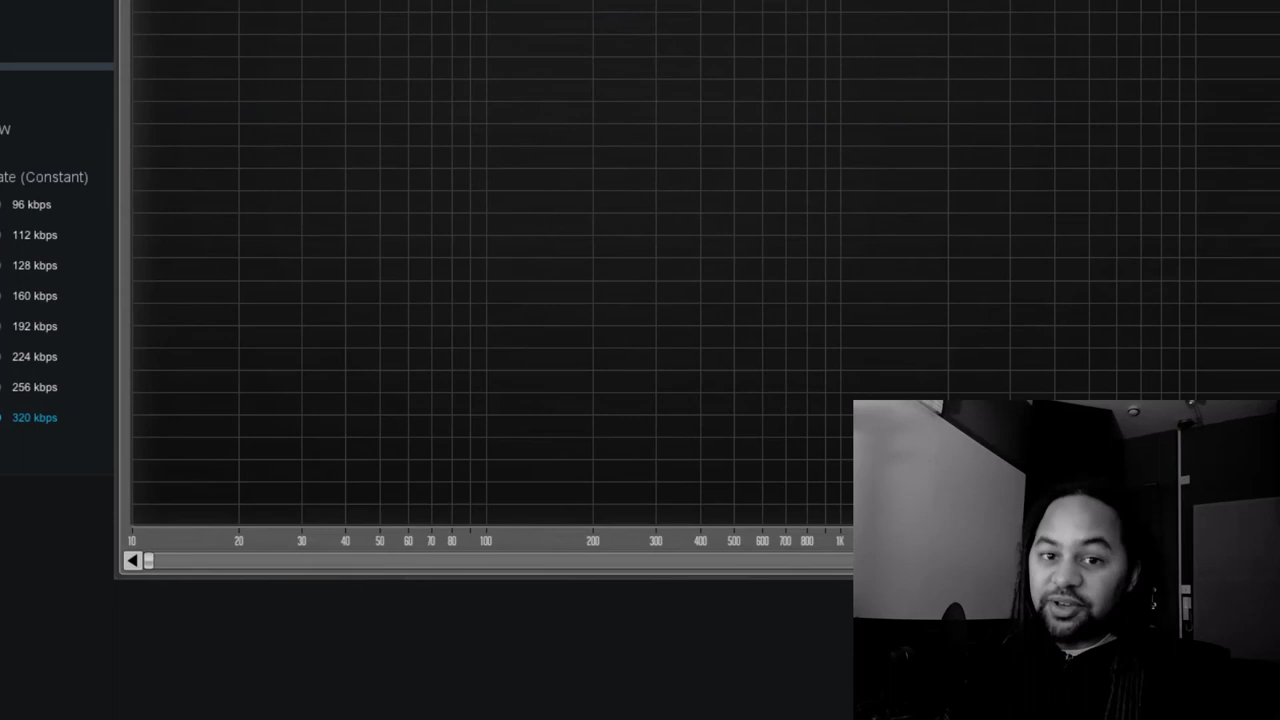 w
ate (Constant)
96 kbps
112 kbps
128 kbps
160 kbps
192 kbps
224 kbps
256 kbps
320 kbps
10 20 30 40 50 60 70 80 100 200 300 400 500 600 700 800 1K